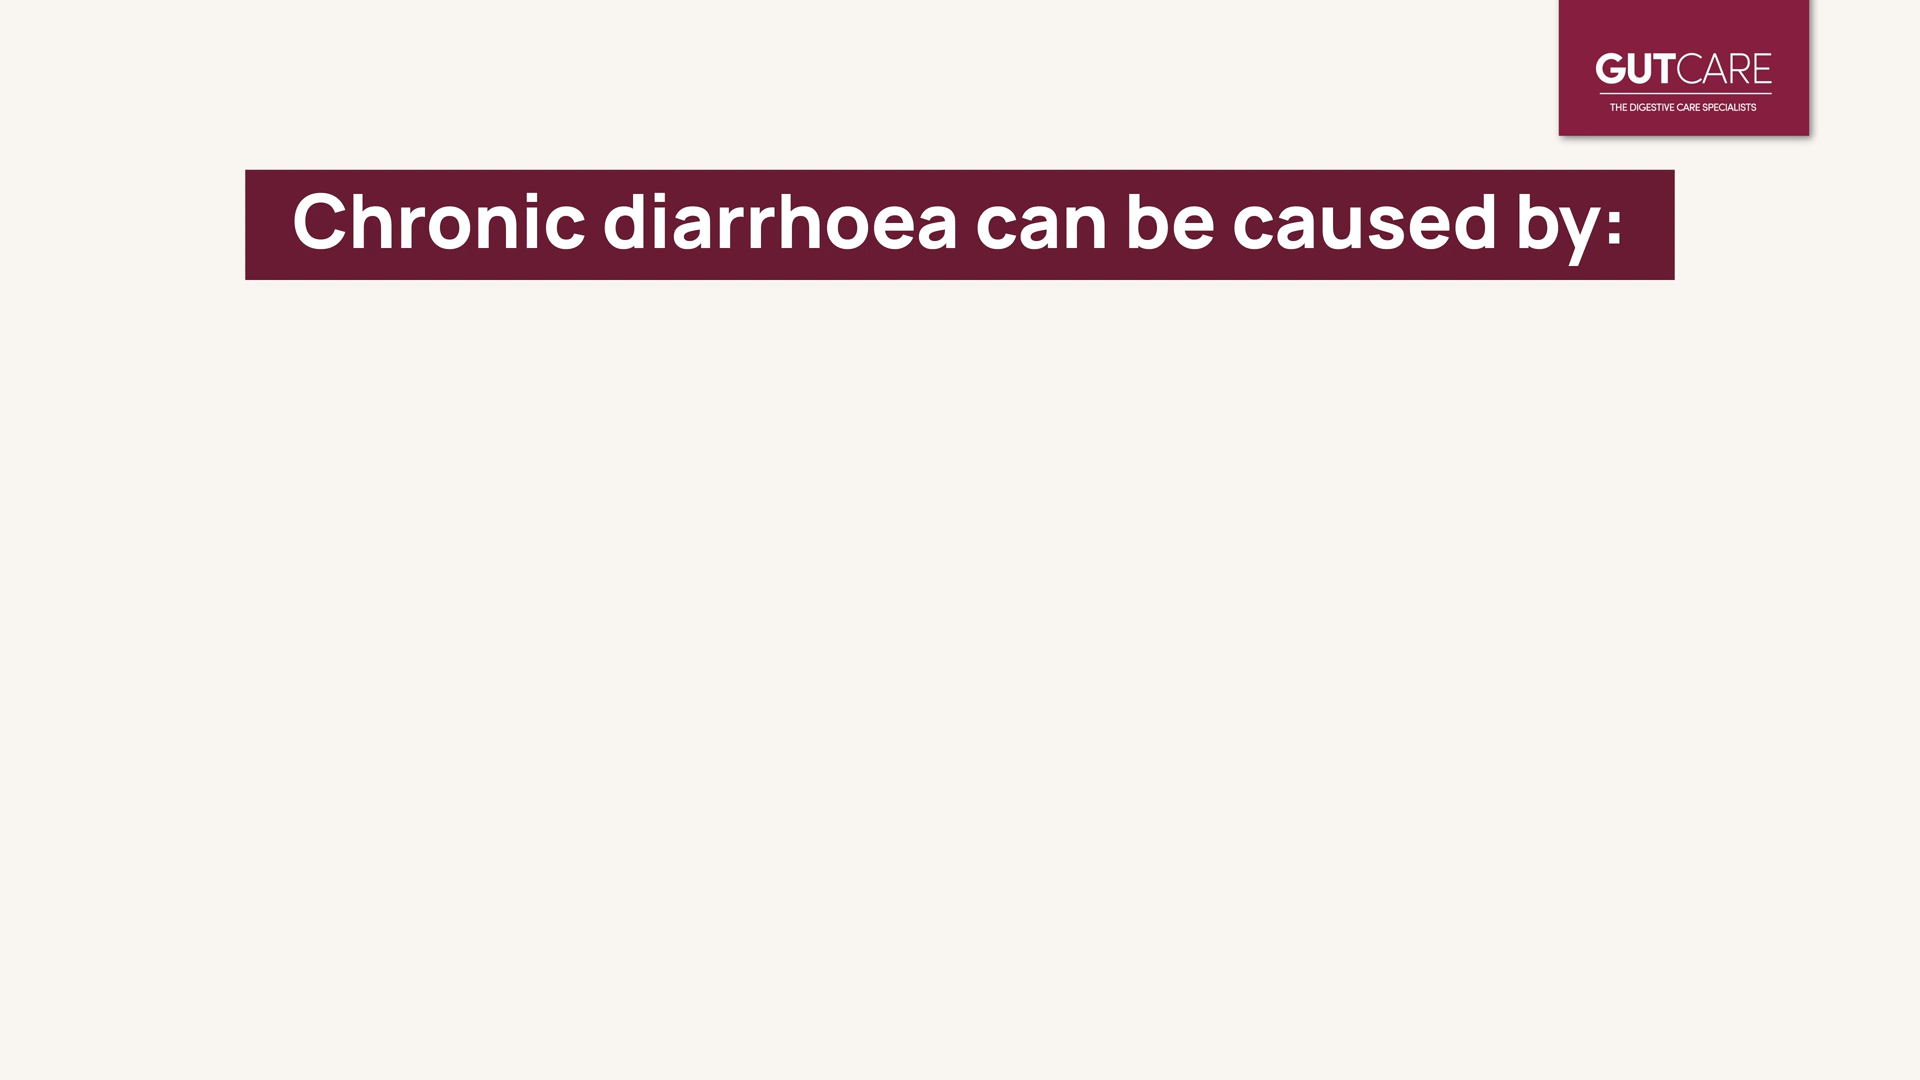 GUTCARE
THE DIGESTIVE CARE SPECIALISTS
Chronic diarrhoea can be caused by: